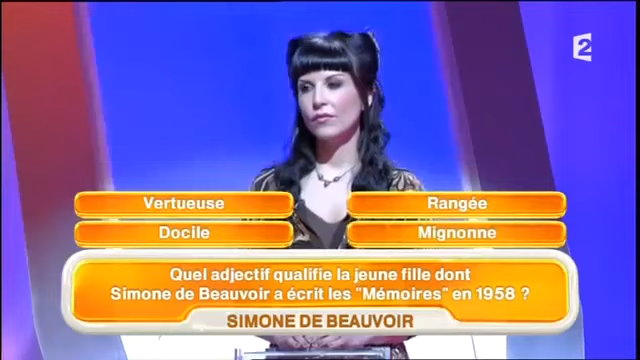 2
Vertueuse
Rangée
Docile
Mignonne
Quel adjectif qualifie la jeune fille dont
Simone de Beauvoir a écrit les "Mémoires" en 1958 ?
SIMONE DE BEAUVOIR